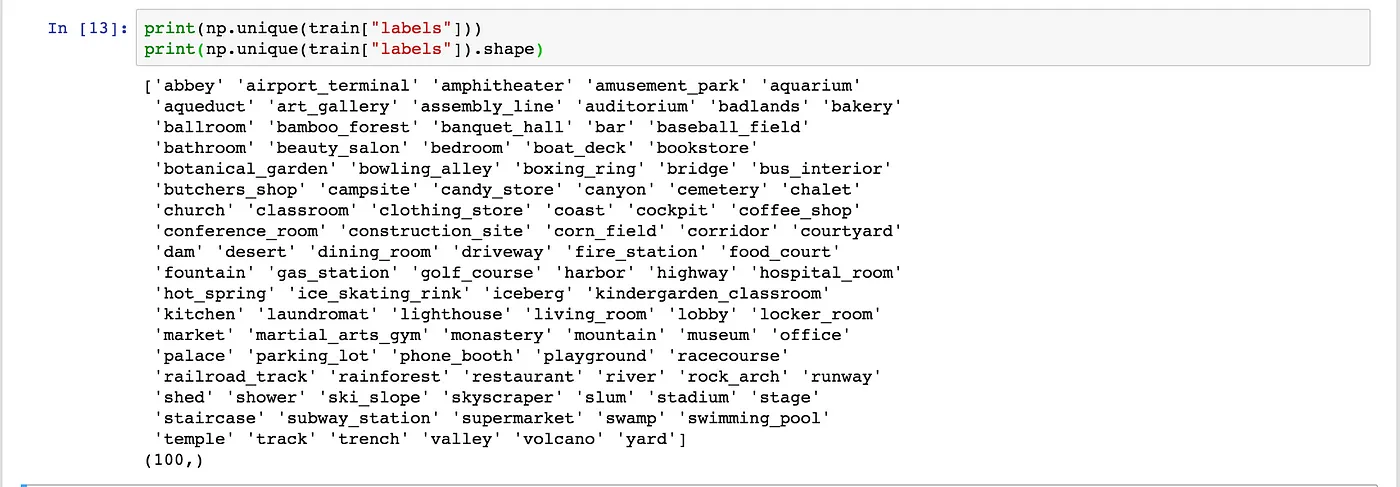 In [13]: print(np.unique(train["labels"]))
print(np.unique(train["labels"]).shape)
['abbey' 'airport_terminal' 'amphitheater' 'amusement_park' 'aquarium'
'aqueduct' 'art_gallery' 'assembly_line' 'auditorium' 'badlands' 'bakery'
'ballroom' 'bamboo_forest' 'banquet_hall' 'bar' 'baseball_field'
'bathroom' 'beauty_salon' 'bedroom' 'boat_deck' 'bookstore'
'botanical_garden' 'bowling_alley' 'boxing_ring' 'bridge' 'bus_interior'
'butchers_shop' 'campsite' 'candy_store' 'canyon' 'cemetery' 'chalet'
'church' 'classroom' 'clothing_store' 'coast' 'cockpit' 'coffee_shop'
'conference_room' 'construction_site' 'corn_field' 'corridor' 'courtyard'
'dam' 'desert' 'dining_room' 'driveway' 'fire_station' 'food_court'
'fountain' 'gas_station' 'golf_course' 'harbor' 'highway' 'hospital_room'
'hot_spring' 'ice_skating_rink' 'iceberg' 'kindergarden_classroom'
'kitchen' 'laundromat' 'lighthouse' 'living_room' 'lobby' 'locker_room'
'market' 'martial_arts_gym' 'monastery' 'mountain' 'museum' 'office'
'palace' 'parking_lot' 'phone_booth' 'playground' 'racecourse'
'railroad_track' 'rainforest' 'restaurant' 'river' 'rock_arch' 'runway'
'shed' 'shower' 'ski_slope' 'skyscraper' 'slum' 'stadium' 'stage'
'staircase' 'subway_station' 'supermarket' 'swamp' 'swimming_pool'
'temple' 'track' 'trench' 'valley' 'volcano' 'yard']
(100,)